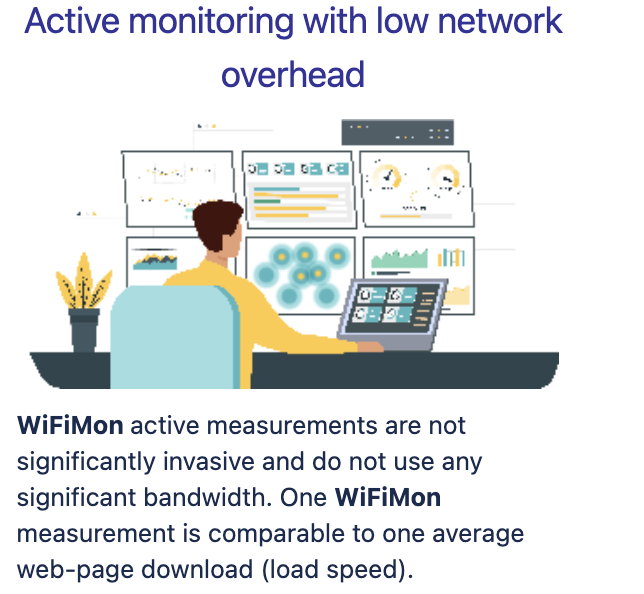 Active monitoring with low network
overhead
WiFiMon active measurements are not
significantly invasive and do not use any
significant bandwidth. One WiFiMon
measurement is comparable to one average
web-page download (load speed).